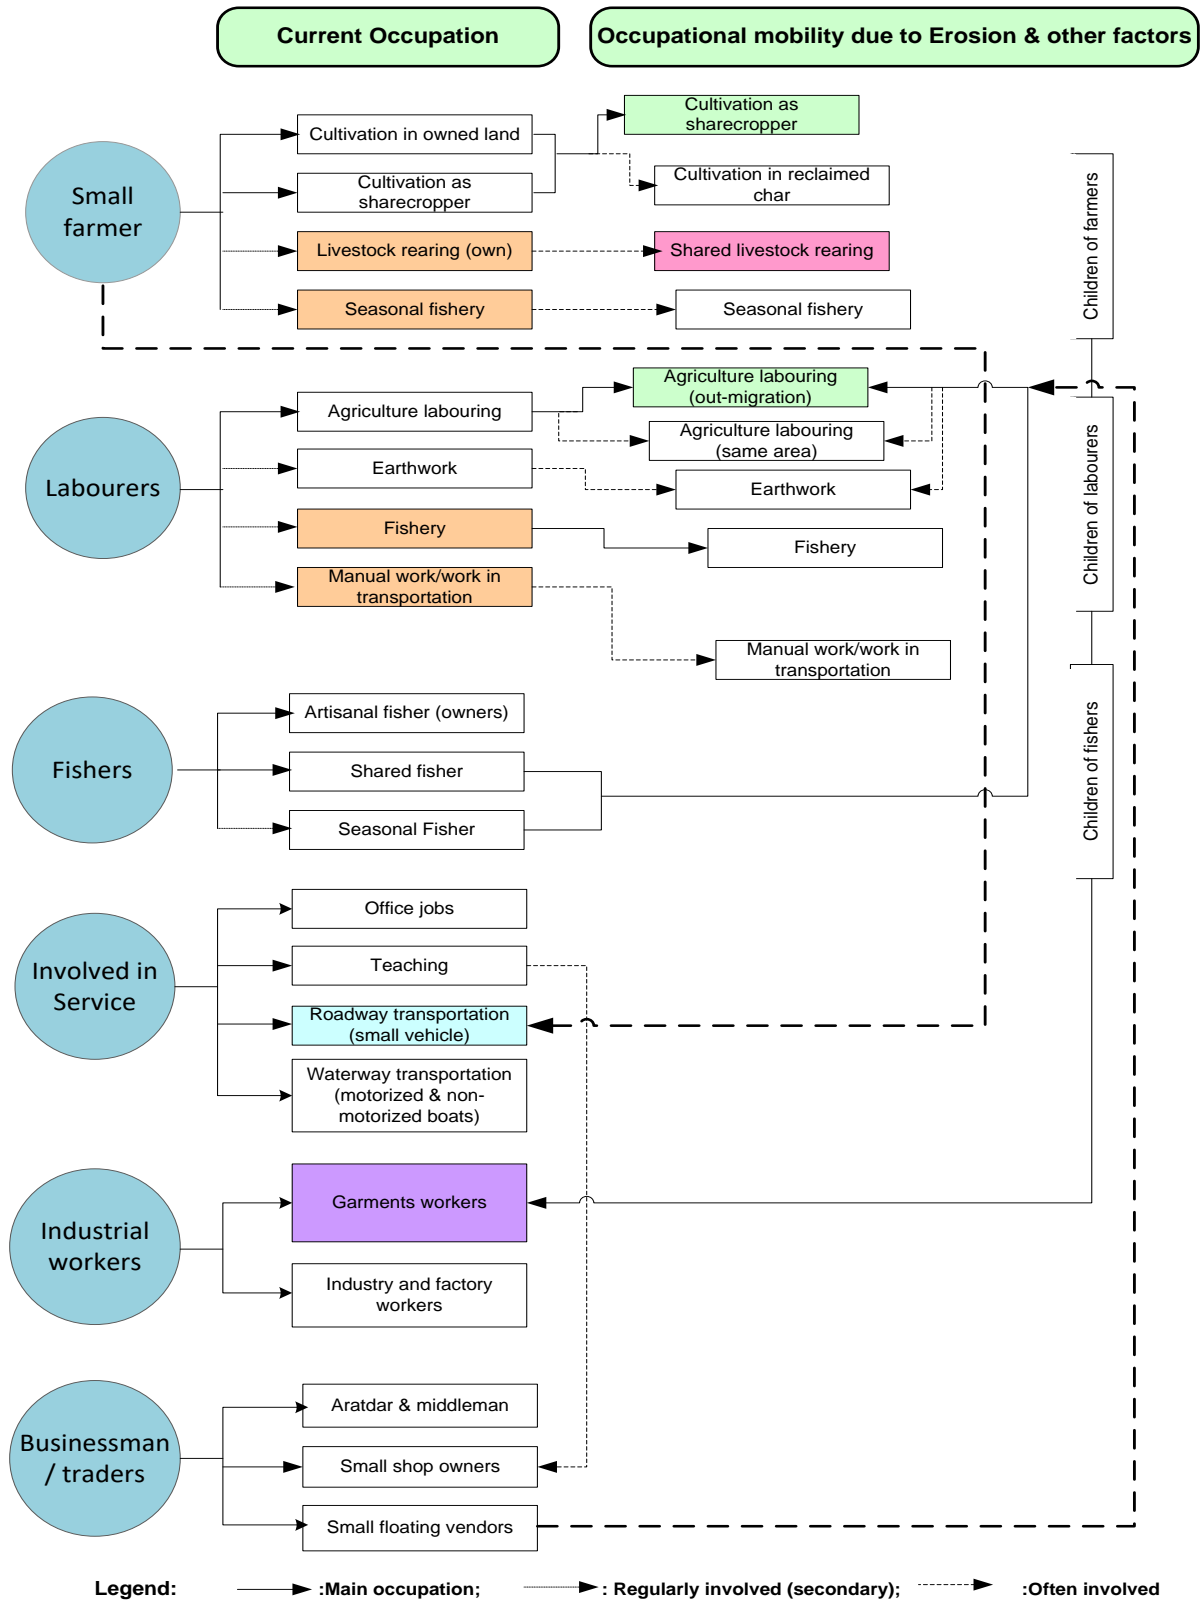 Current Occupation
Occupational mobility due to Erosion & other factors
Small
farmer
Cultivation in owned land
Cultivation as
sharecropper
Livestock rearing (own)
Seasonal fishery
Cultivation as
sharecropper
Cultivation in reclaimed
char
Shared livestock rearing
Seasonal fishery
Children of farmers
Labourers
Agriculture labouring
Earthwork
Fishery
Manual work/work in
transportation
Agriculture labouring
(out-migration)
Agriculture labouring
(same area)
Earthwork
Fishery
Manual work/work in
transportation
Children of labourers
Fishers
Artisanal fisher (owners)
Shared fisher
Seasonal Fisher
Children of fishers
Involved in
Service
Office jobs
Teaching
Roadway transportation
(small vehicle)
Waterway transportation
(motorized & non-
motorized boats)
Industrial
workers
Garments workers
Industry and factory
workers
Businessman
/ traders
Aratdar & middleman
Small shop owners
Small floating vendors
Legend: :Main occupation; : Regularly involved (secondary); :Often involved